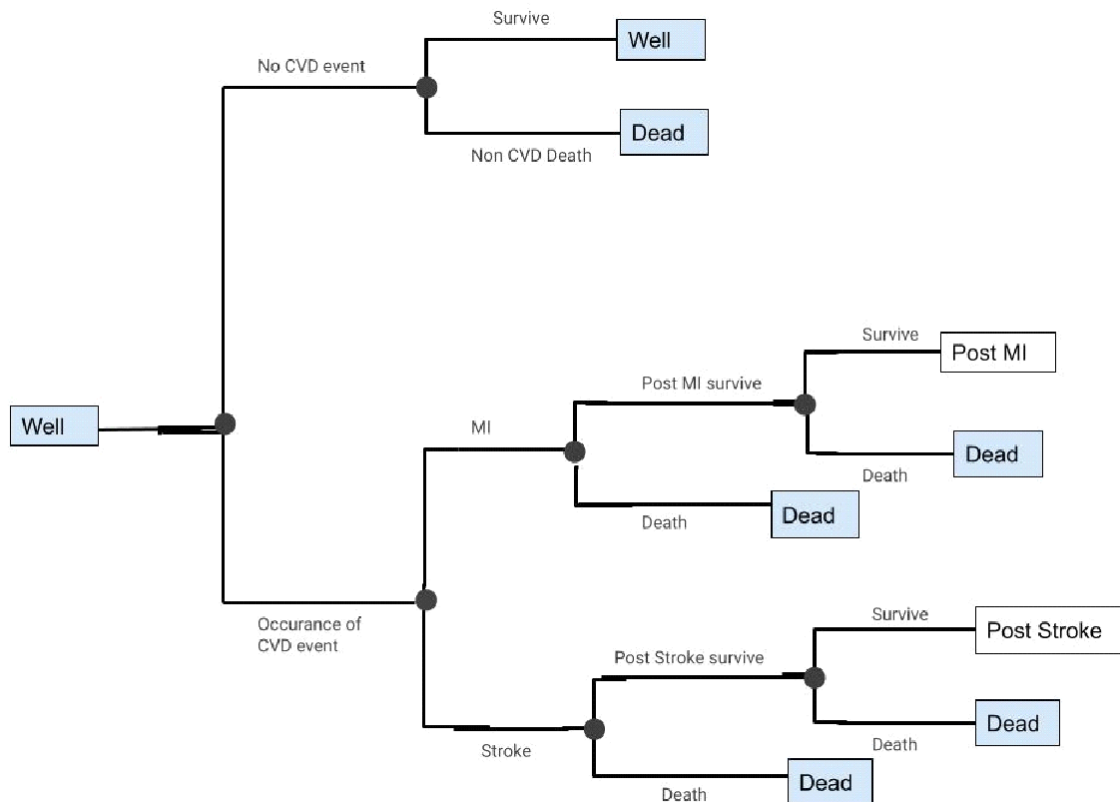 Survive
Well
No CVD event
Dead
Non CVD Death
Survive
Post MI
Post MI survive
Well
MI
Dead
Death
Dead
Death
Survive
Occurance of
CVD event
Post Stroke
Post Stroke survive
Dead
Death
Stroke
Dead
Death